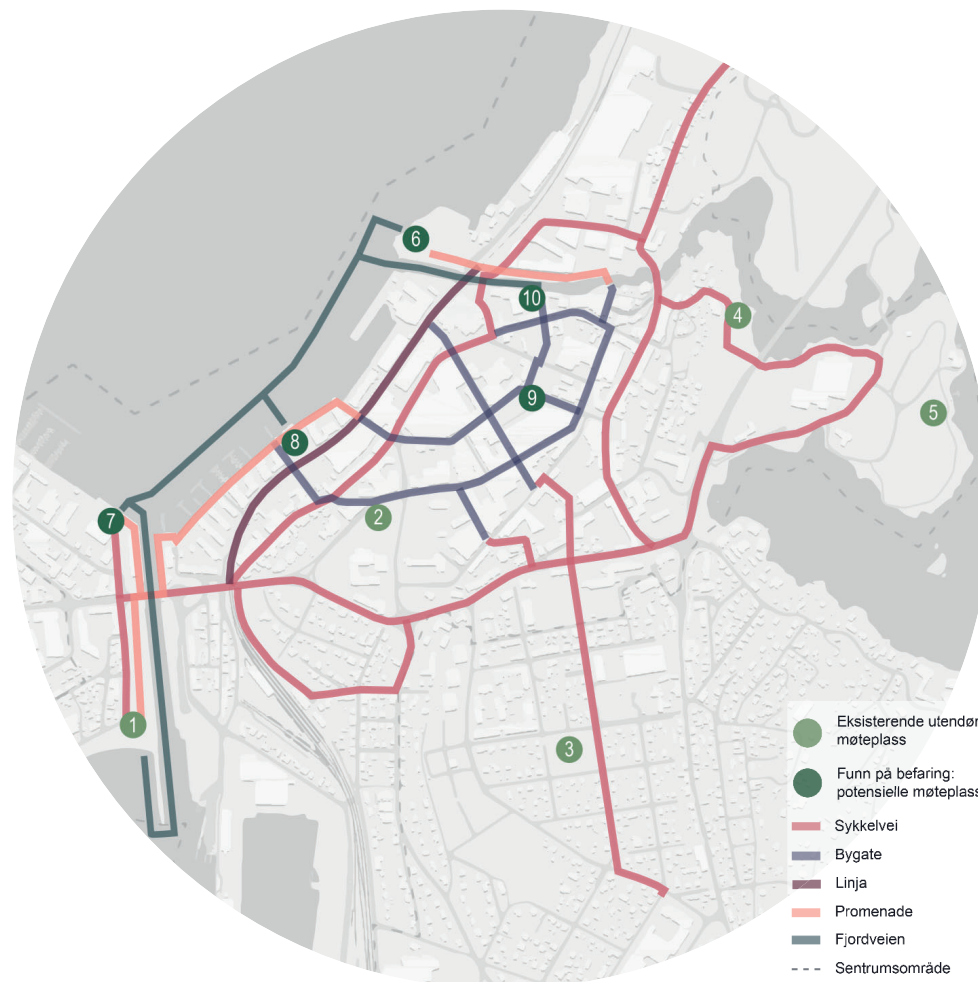 6
10
4
9
5
8
2
7
1
3
Eksisterende utendør
møteplass
Funn på befaring:
potensielle møteplass
Sykkelvei
Bygate
Linja
Promenade
Fjordveien
Sentrumsområde